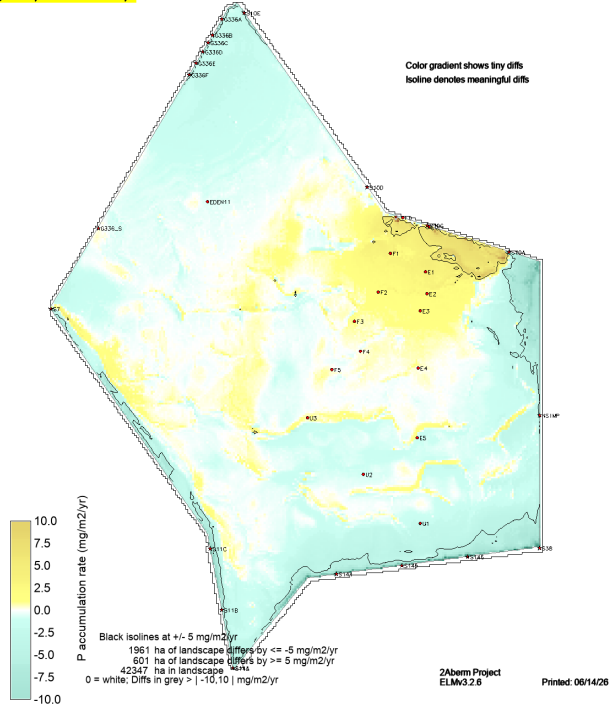 S10E
G336A
G336B
G336C
G336D
G336E
G336F
Color gradient shows tiny diffs
Isoline denotes meaningful diffs
S10D
EDEN11
F0
S10C
G336_S
S10A
F1
E1
F2
E2
S7
E3
F3
F4
F5
E4
U3
NS1MP
E5
U2
U1
S11C
S38
S14
S11B
10.0
7.5
5.0
2.5
0.0
-2.5
-5.0
-7.5
-10.0
P accumulation rate (mg/m2/yr)
Black isolines at +/- 5 mg/m2/yr
1961 ha of landscape differs by <= -5 mg/m2/yr
601 ha of landscape differs by >= 5 mg/m2/yr
42347 ha in landscape
0 = white; Diffs in grey > | -10,10 | mg/m2/yr
2Aberm Project
ELMv3.2.6
Printed: 06/14/26